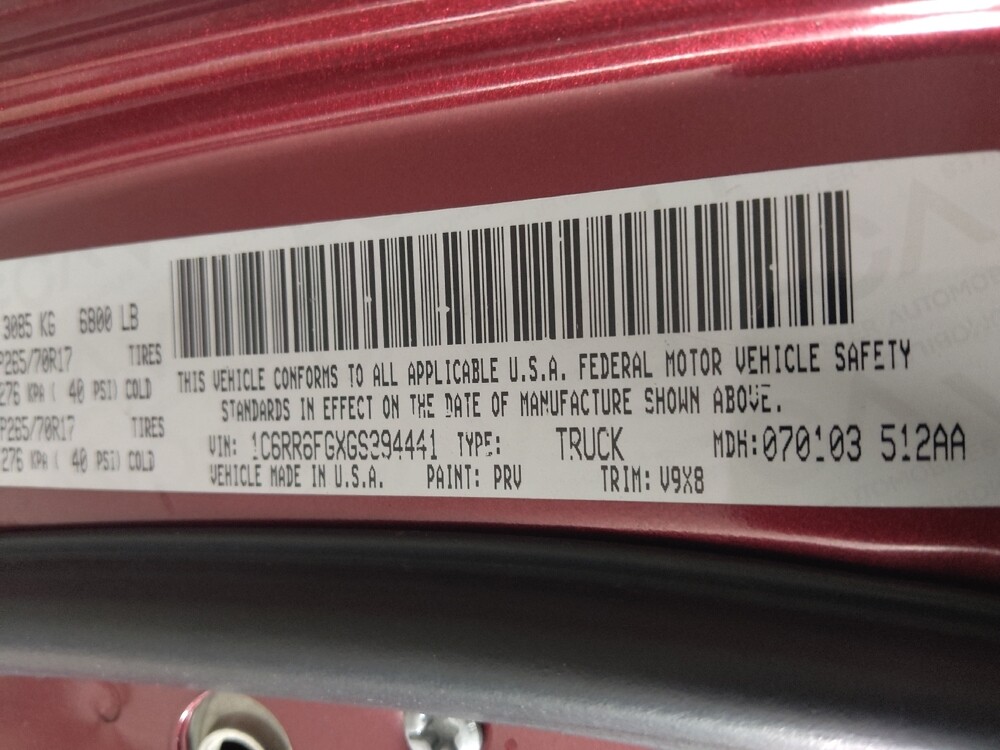 3085 KG 6800 LB
P265/70R17 TIRES
276 KPA ( 40 PSI) COLD
P265/70R17 TIRES
276 KPA ( 40 PSI) COLD
THIS VEHICLE CONFORMS TO ALL APPLICABLE U.S.A. FEDERAL MOTOR VEHICLE SAFETY
STANDARDS IN EFFECT ON THE DATE OF MANUFACTURE SHOWN ABOVE.
VIN: 1C6RR6FGXGS394441 TYPE: TRUCK MDH:070103 512AA
VEHICLE MADE IN U.S.A. PAINT: PRV TRIM: V9X8